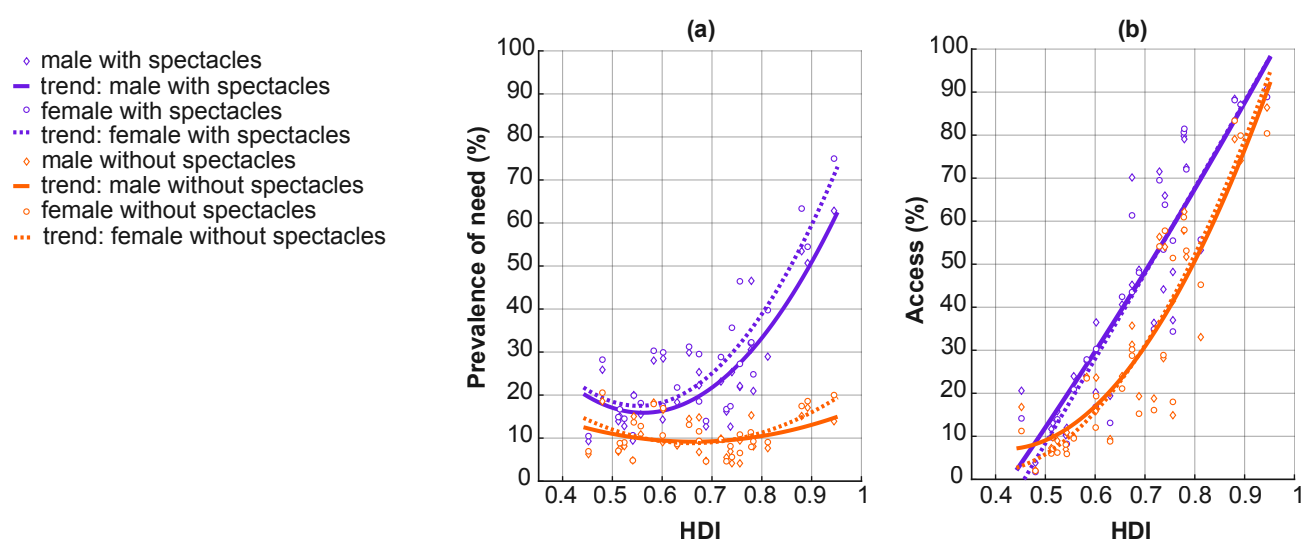 male with spectacles
trend: male with spectacles
female with spectacles
trend: female with spectacles
male without spectacles
trend: male without spectacles
female without spectacles
trend: female without spectacles
(a)
Prevalence of need (%)
100
90
80
70
60
50
40
30
20
10
0
0.4 0.5 0.6 0.7 0.8 0.9 1
HDI
(b)
Access (%)
100
90
80
70
60
50
40
30
20
10
0
0.4 0.5 0.6 0.7 0.8 0.9 1
HDI